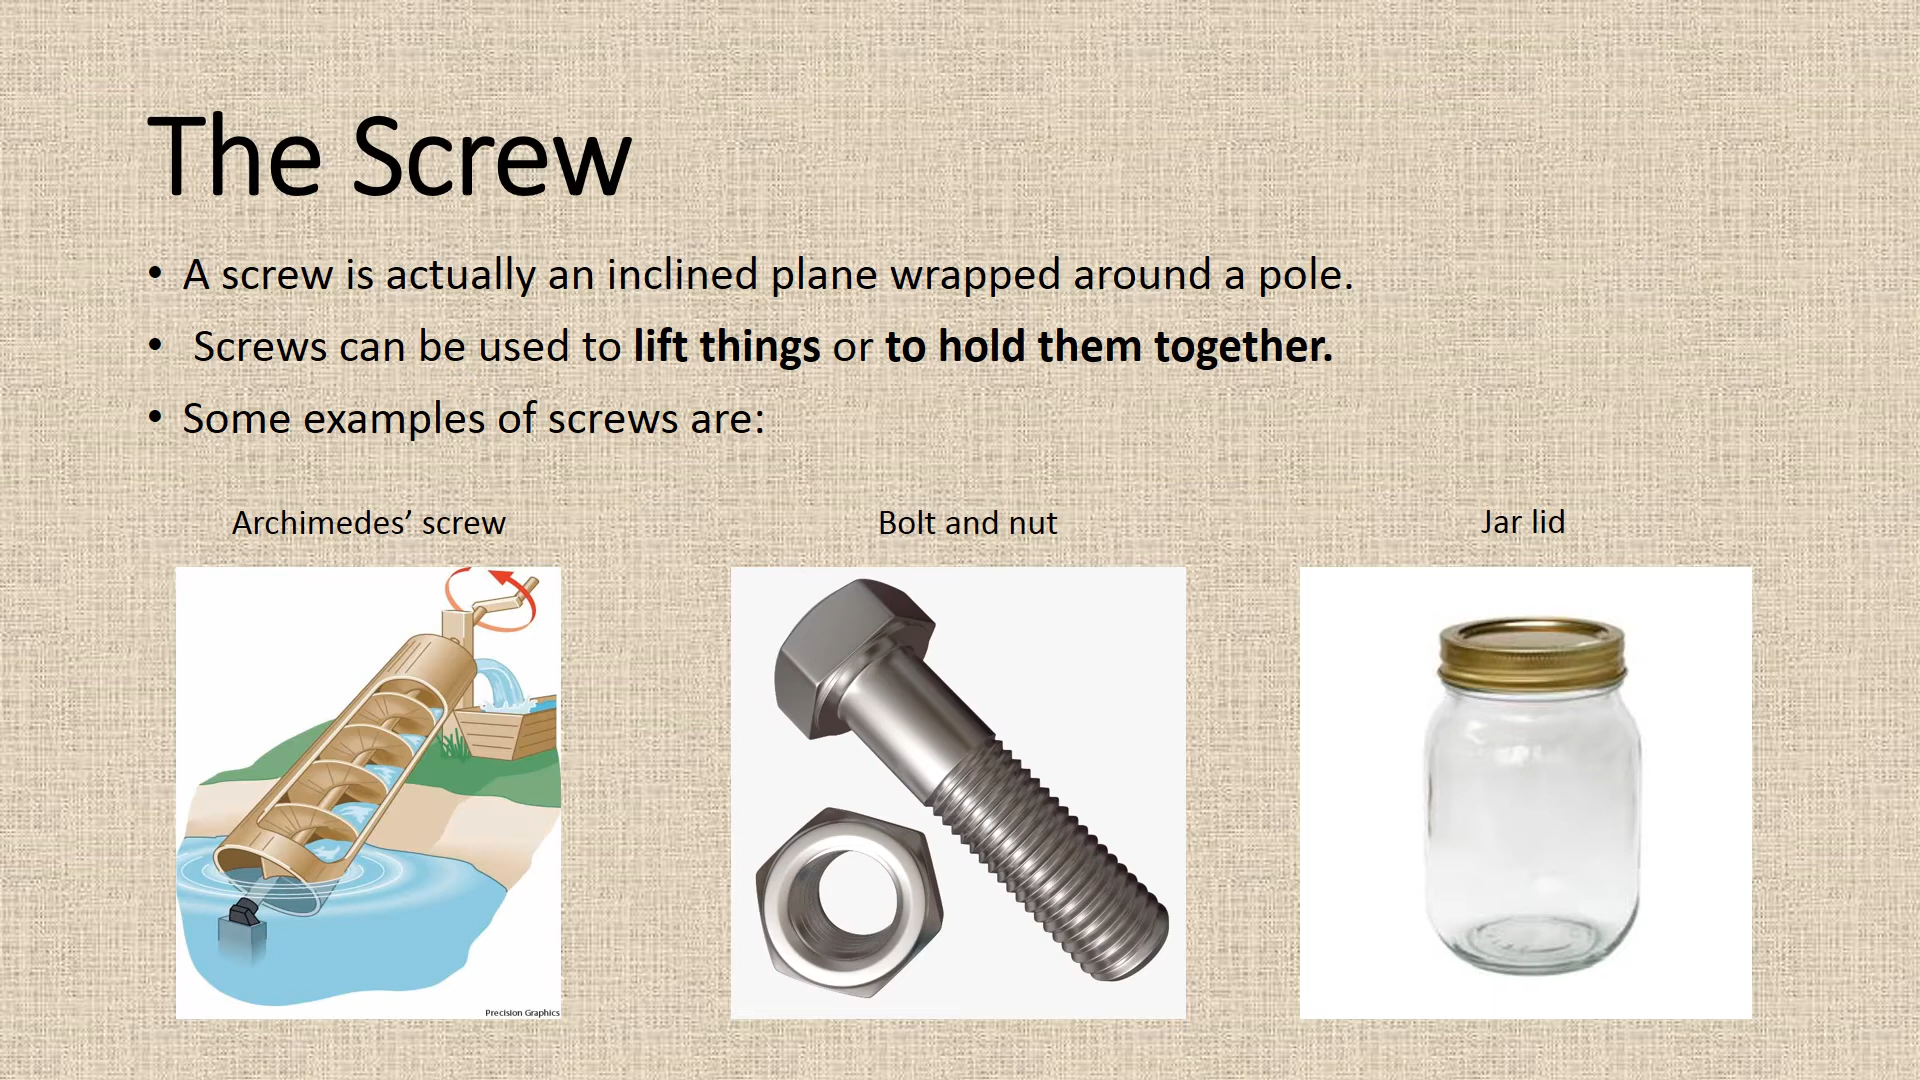 The Screw
• A screw is actually an inclined plane wrapped around a pole.
• Screws can be used to lift things or to hold them together.
• Some examples of screws are:
Archimedes’ screw
Bolt and nut
Jar lid
Precision Graphics